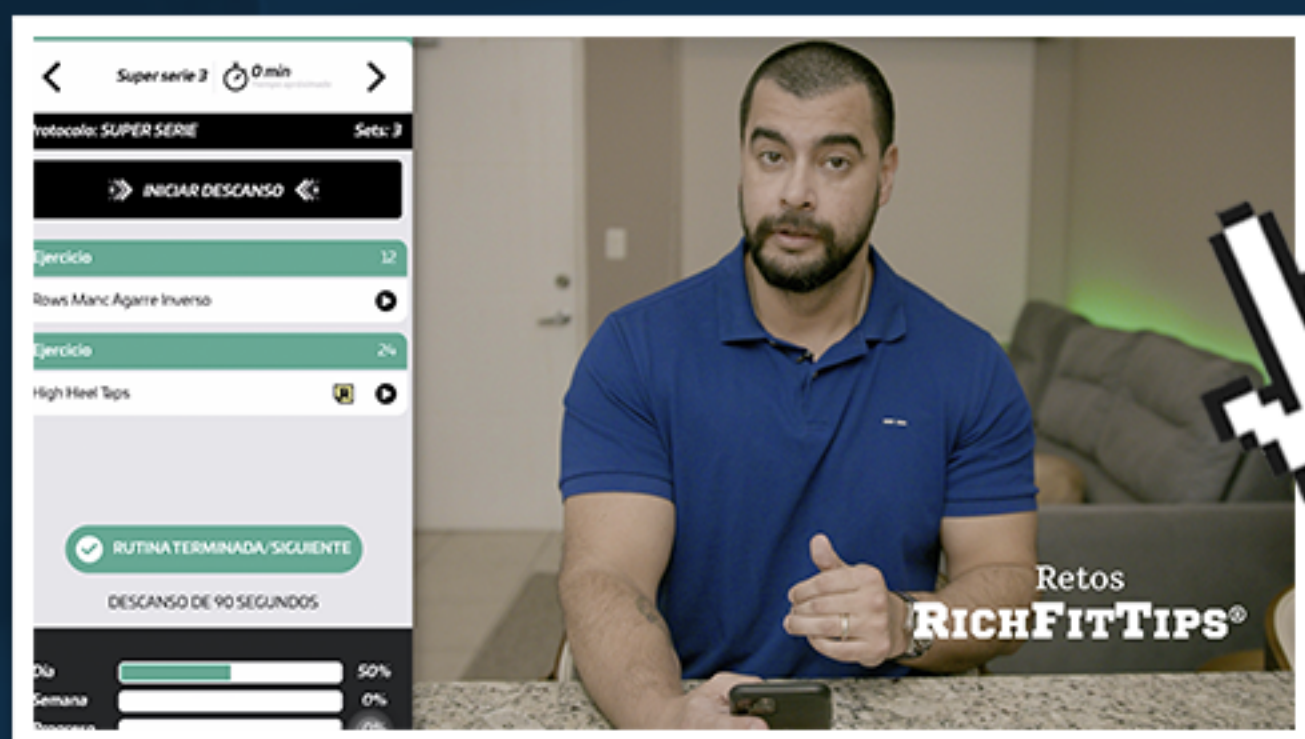 Super serie 3
0 min
Protocolo: SUPER SERIE
Sets: 3
INICIAR DESCANSO
Ejercicio
12
Rows Manc Agarre Inverso
Ejercicio
24
High Heel Taps
RUTINA TERMINADA/SIGUIENTE
DESCANSO DE 90 SEGUNDOS
Día
50%
Semana
0%
Retos
RICHFITTIPS®